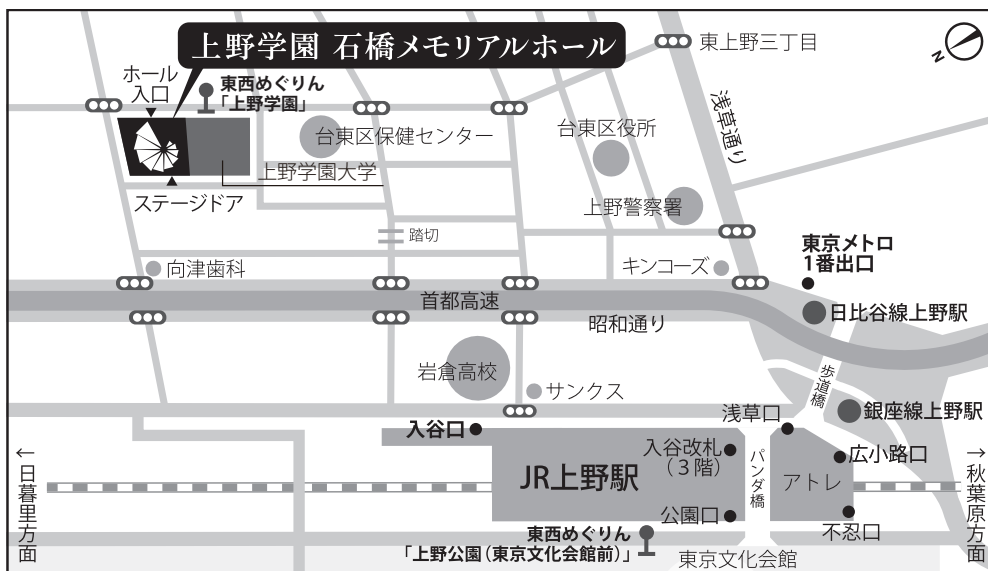 上野学園 石橋メモリアルホール
東上野三丁目
N
ホール
入口
東西めぐりん
「上野学園」
浅草通り
台東区保健センター
台東区役所
上野学園大学
ステージドア
上野警察署
踏切
向津歯科
キンコーズ
東京メトロ
1番出口
首都高速
日比谷線上野駅
昭和通り
岩倉高校
サンクス
歩道橋
浅草口
銀座線上野駅
入谷口
入谷改札
（３階）
パンダ橋
広小路口
←日暮里方面
JR上野駅
アトレ
→秋葉原方面
公園口
不忍口
東西めぐりん
「上野公園（東京文化会館前）」
東京文化会館